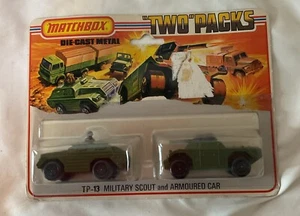 MATCHBOX
"TWO" PACKS
DIE-CAST METAL
TP-13 MILITARY SCOUT and ARMOURED CAR